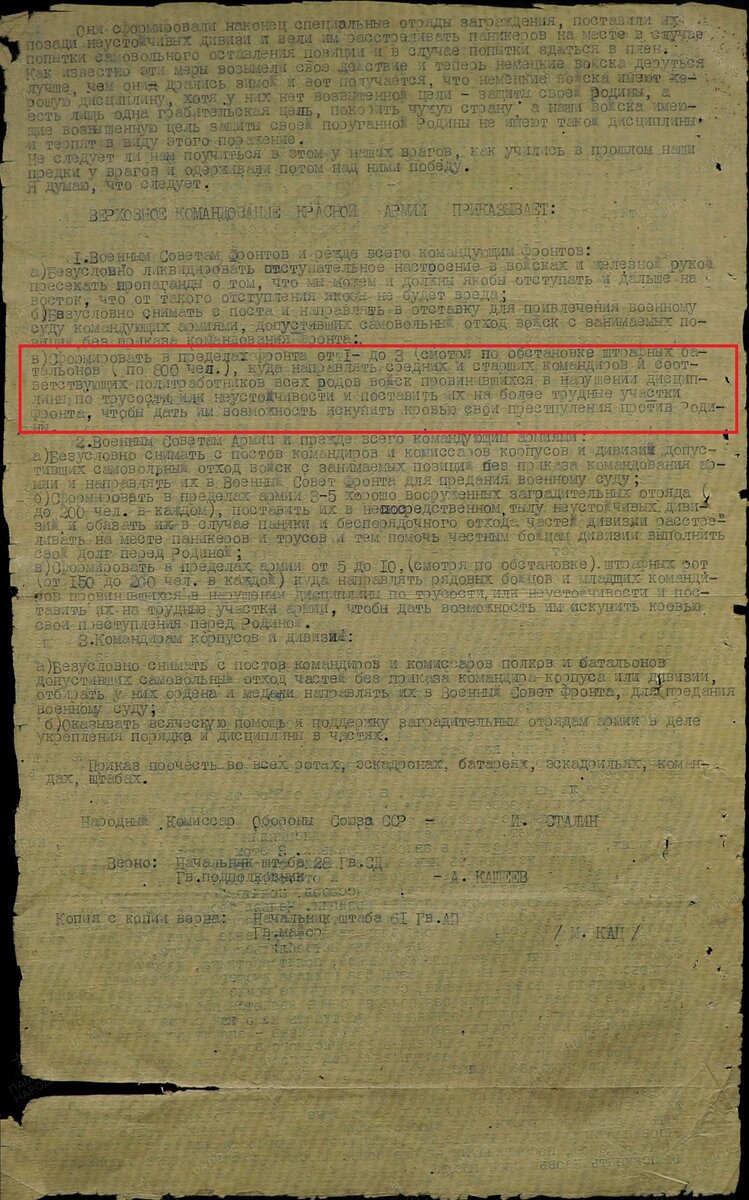 Они сформировали наконец специальные отряды заграждения, поставили их
позади неустойчивых дивизи и вели им расстреливать паникеров на месте в случае
попытки самовольного оставления позиции и в случае попытки сдаться в плен.
Как известно эти меры возымели свое действие и теперь немецкие войска деруться
лучше, чем они дрались зимой и вот получается, что немецкие войска имеют хо-
рошую дисциплину, хотя у них нет возвышенной цели - защиты своей родины, а
есть лишь одна грабительская цель, покорить чужую страну а наши войска имею-
щие возвышенную цель защиты своей поруганной Родины не имеют такой дисциплины
и терпят в виду этого поражение.
Не следует ли нам поучиться в этом у наших врагов, как учились в прошлом наши
предки у врагов и одерживали потом над ними победу.
Я думаю, что следует.
ВЕРХОВНОЕ КОМАНДОВАНИЕ КРАСНОЙ АРМИИ ПРИКАЗЫВАЕТ:
1.Военным Советам фронтов и режде всего командующим фронтов:
а)Безусловно ликвидировать отступательное настроение в войсках и железной рукой
пресекать пропаганды о том, что мы можем и должны якобы отступать и дальше на
восток, что от такого отступления якобы не будет вреда;
б)Безусловно снимать с поста и направлять в отставку для привлечения военному
суду командующих армиями, допустивших самовольный отход войск с занимаемых по-
зиций без приказа командования фронта:
в)Сформировать в пределах фронта от 1- до 3 (смотя по обстановке штрафных ба-
тальонов ( по 800 чел.), куда направлять средних и старших командиров и соот-
ветствующих политработников всех родов войск провинившихся в нарушении дисцип-
лины по трусости или неустойчивости и поставить их на более трудные участки
фронта, чтобы дать им возможность искупить кровью свои преступления против Роди-
ны.
2.Военным Советам Армии и прежде всего командующим армиями:
а)Безусловно снимать с постов командиров и комиссаров корпусов и дивизий допус-
тивших самовольный отход войск с занимаемых позиций без приказа командования ар-
мии и направлять их в Военный Совет фронта для предания военному суду;
б)Сформировать в пределах армии 3-5 хорошо вооруженных заградительных отряда (
до 200 чел. в каждом), поставить их в непосредственном тылу неустойчивых диви-
зий и обязать их в случае паники и беспорядочного отхода частей дивизии расстре-
ливать на месте паникеров и трусов и тем помочь честным бойцам дивизии выполнить
свой долг перед Родиной;
в)Сформировать в пределах армии от 5 до 10,(смотря по обстановке).штрафных рот
(от 150 до 200 чел. в каждой) куда направлять рядовых бойцов и младших команди-
ров провинившихся в нарушении дисциплины по трусости,или неустойчивости и пос-
тавить их на трудные участки армии, чтобы дать возможность им искупить кровью
свои преступления перед Родиной.
3.Командирам корпусов и дивизий:
а)Безусловно снимать с постов командиров и комиссаров полков и батальонов
допустивших самовольный отход частей без приказа командира корпуса или дивизии,
отбирать у них ордена и медали направлять их в Военный Совет фронта, для предания
военному суду;
б)Оказывать всяческую помощь и поддержку заградительным отрядам армии в деле
укрепления порядка и дисциплины в частях.
Приказ прочесть во всех ротах, эскадронах, батареях, эскадрильях, коман-
дах, штабах.
Народный Комиссар Обороны Союза ССР - И. СТАЛИН
Верно: Начальник штаба 28 Гв.СД
Гв.подполковник - А. КАЩЕЕВ
Копия с копии верна: Начальник штаба 61 Гв.АП
Гв.майор / М. КАЦ /